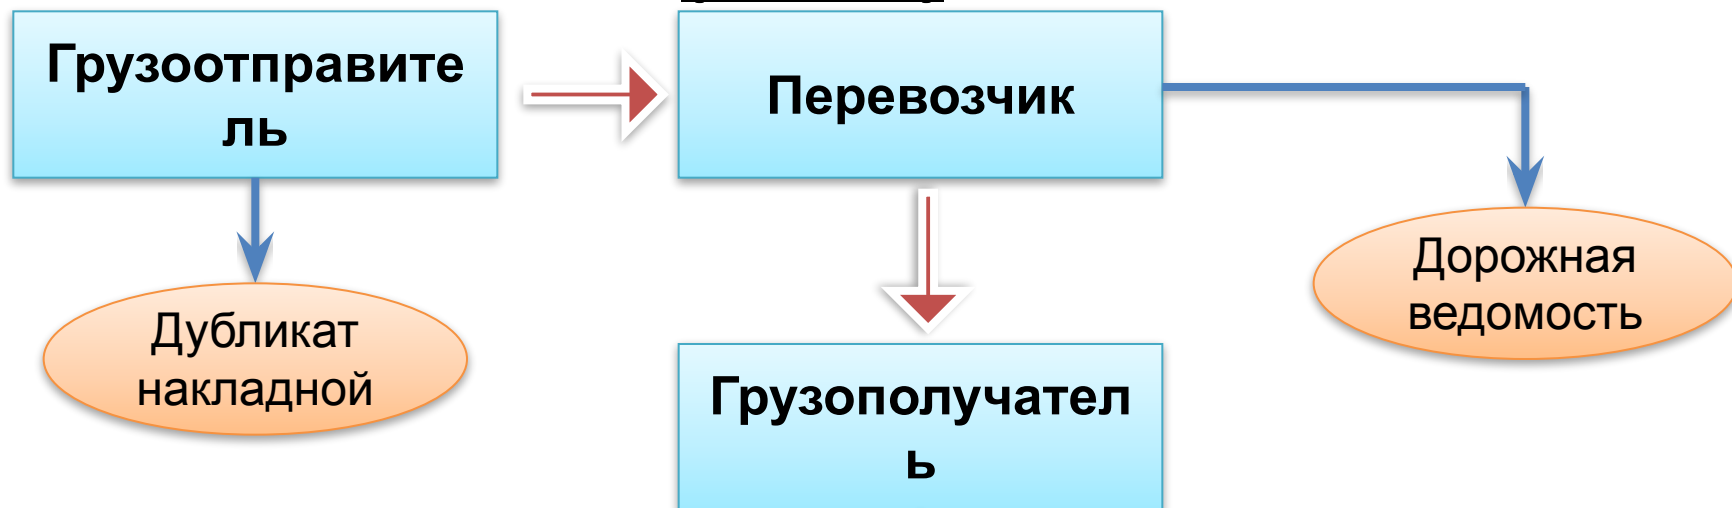 Грузоотправите
ль
Перевозчик
Дорожная
ведомость
Дубликат
накладной
Грузополучател
ь